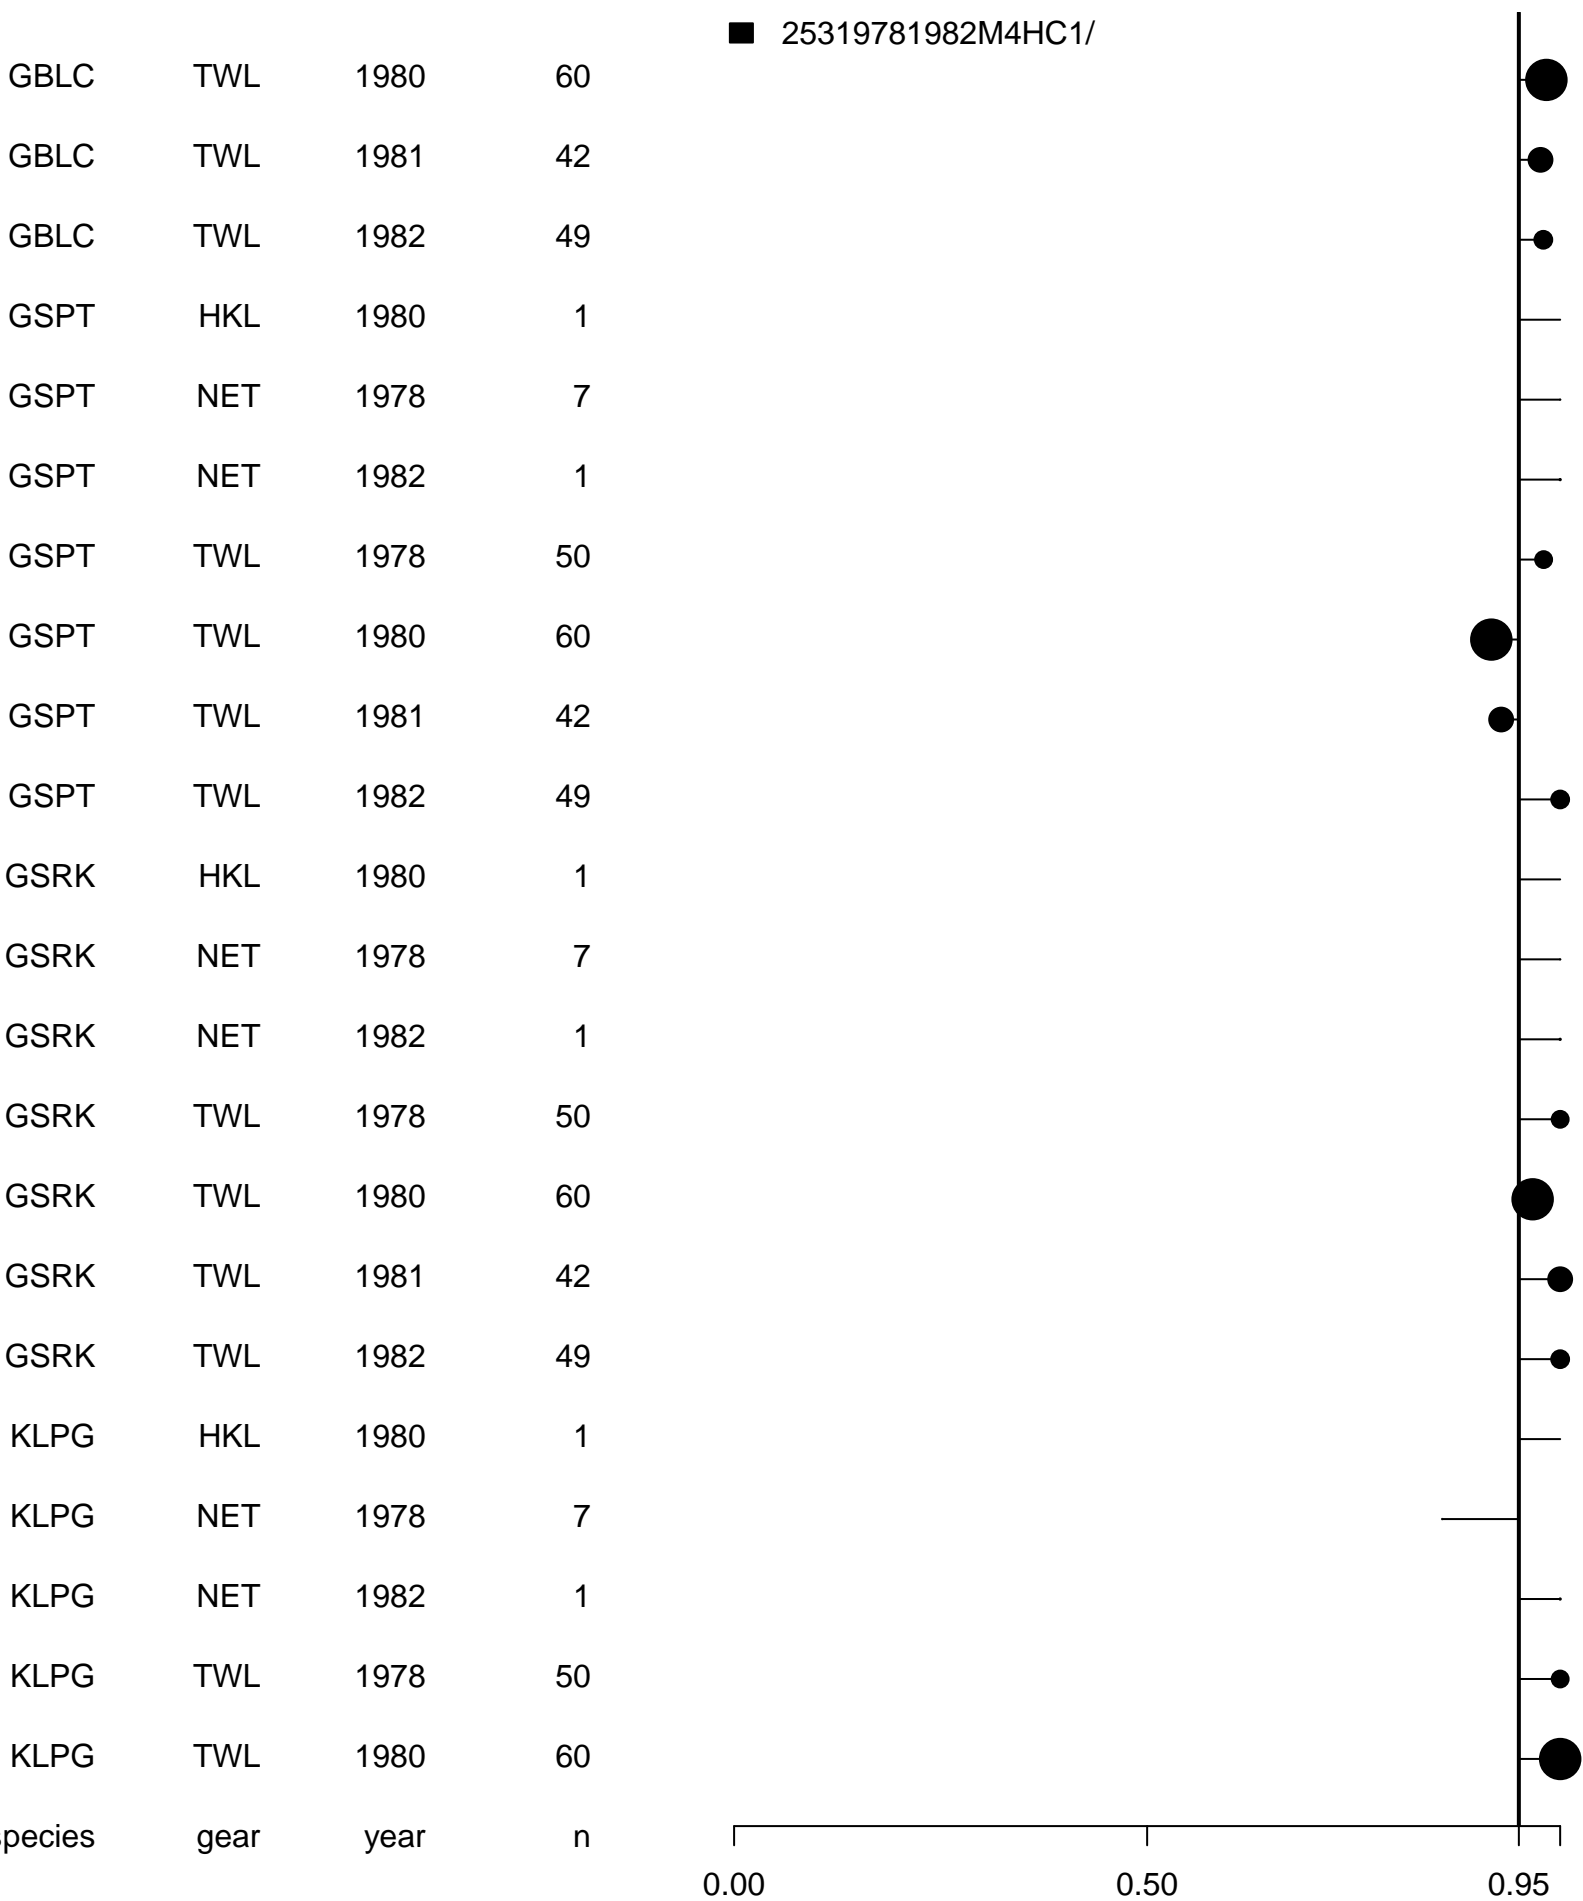 25319781982M4HC1/
GBLC TWL 1980 60
GBLC TWL 1981 42
GBLC TWL 1982 49
GSPT HKL 1980 1
GSPT NET 1978 7
GSPT NET 1982 1
GSPT TWL 1978 50
GSPT TWL 1980 60
GSPT TWL 1981 42
GSPT TWL 1982 49
GSRK HKL 1980 1
GSRK NET 1978 7
GSRK NET 1982 1
GSRK TWL 1978 50
GSRK TWL 1980 60
GSRK TWL 1981 42
GSRK TWL 1982 49
KLPG HKL 1980 1
KLPG NET 1978 7
KLPG NET 1982 1
KLPG TWL 1978 50
KLPG TWL 1980 60
species gear year n
0.00 0.50 0.95